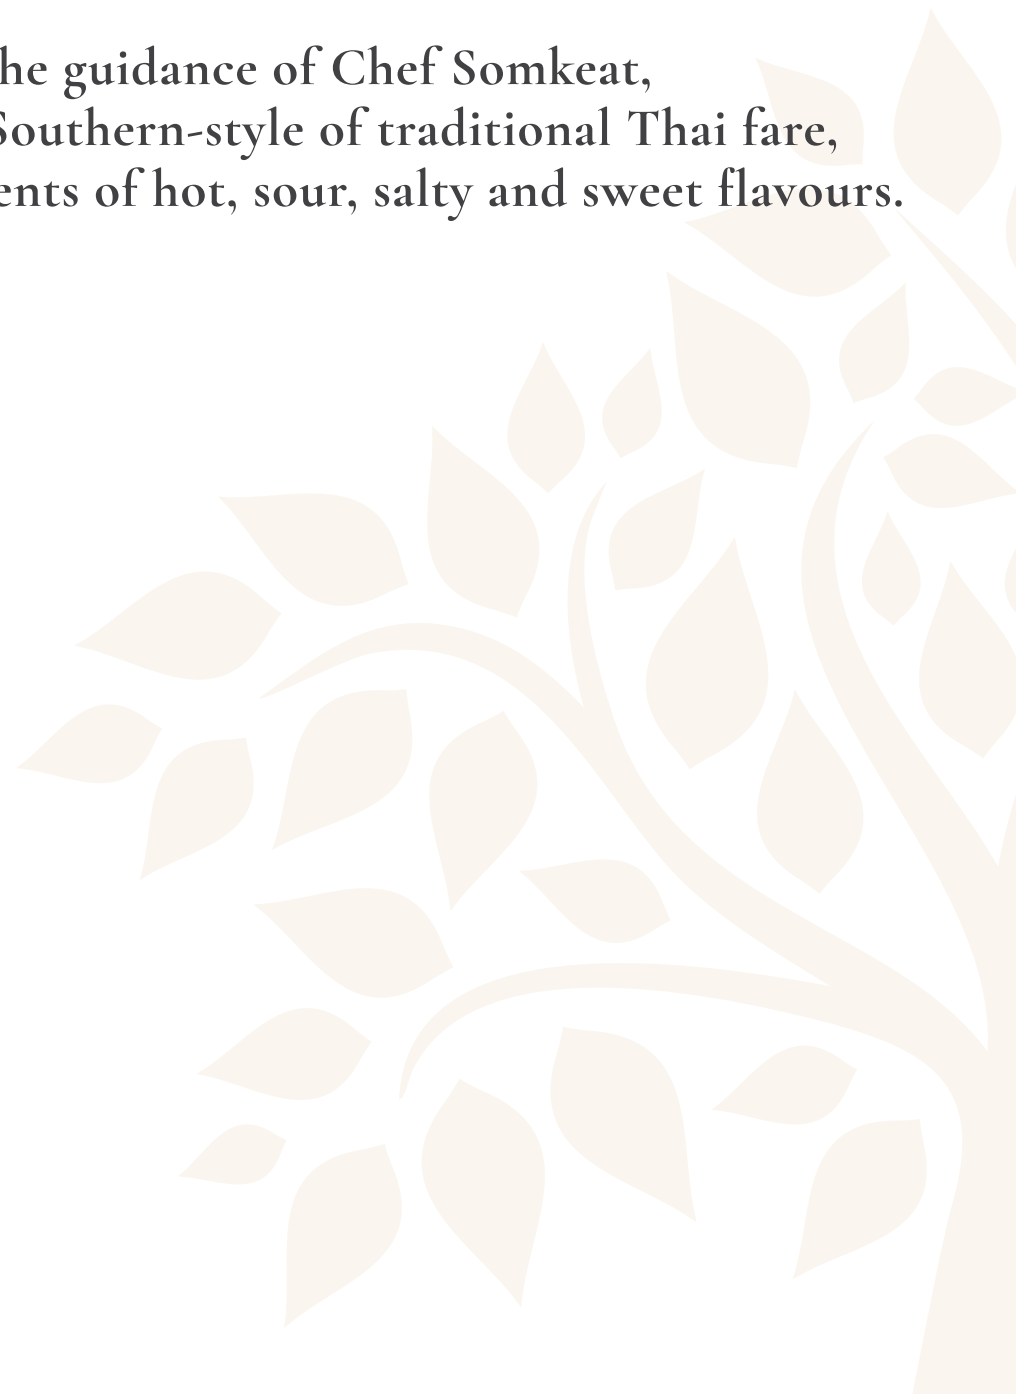 he guidance of Chef Somkeat,
Southern-style of traditional Thai fare,
ents of hot, sour, salty and sweet flavours.